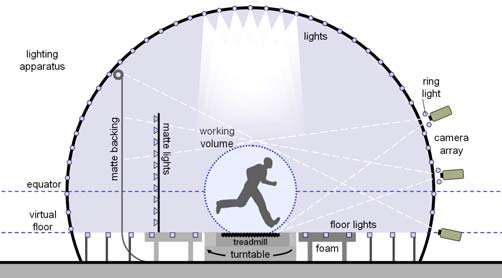 lights
lighting
apparatus
ring
light
camera
array
matte backing
matte lights
working
volume
equator
virtual
floor
floor lights
treadmill
foam
turntable